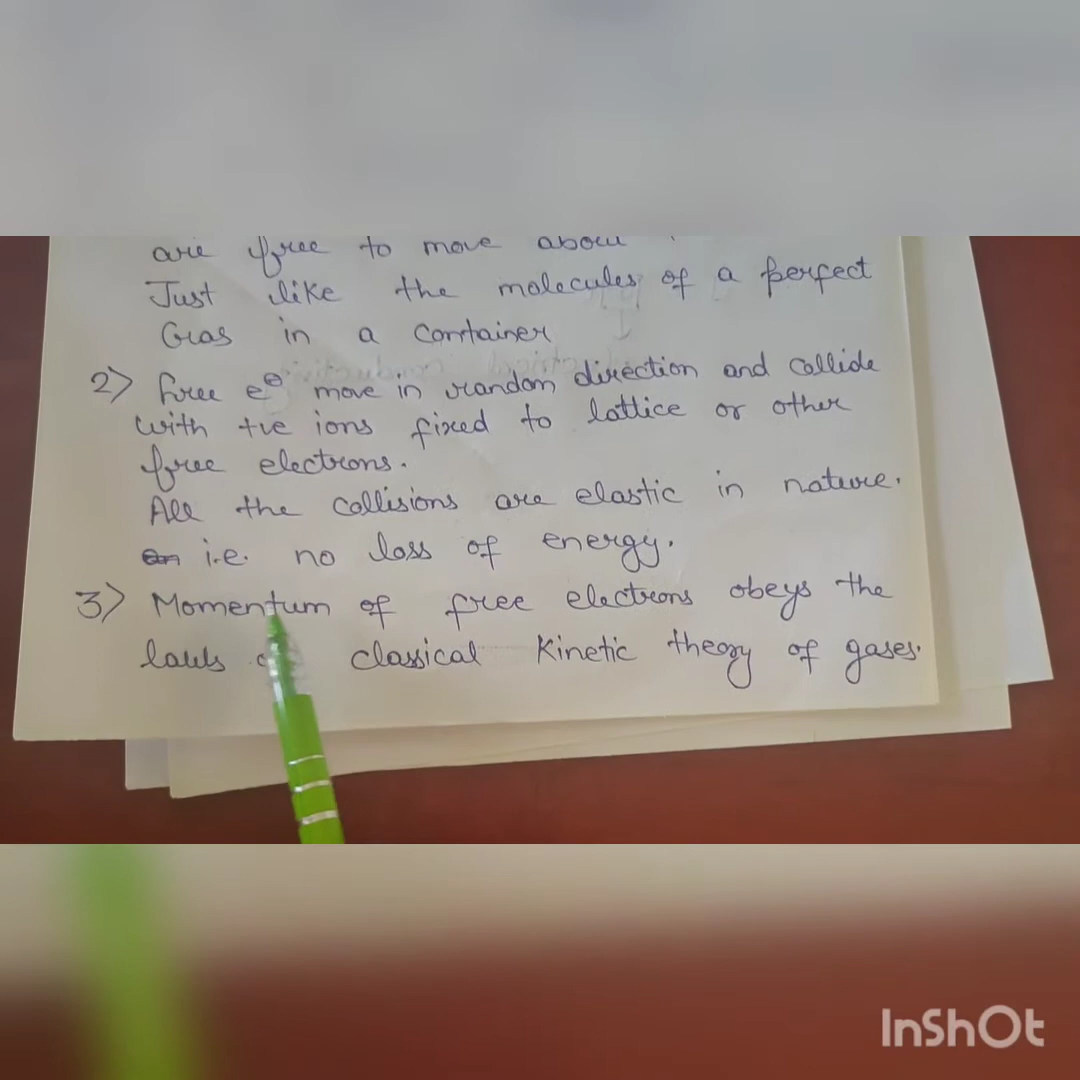 are free to move about
Just like the molecules of a perfect
Gas in a container
2) free e⊖ move in random direction and collide
with +ve ions fixed to lattice or other
free electrons.
All the collisions are elastic in nature.
i.e. no loss of energy.
3) Momentum of free electrons obeys the
laws classical kinetic theory of gases.
InShOt